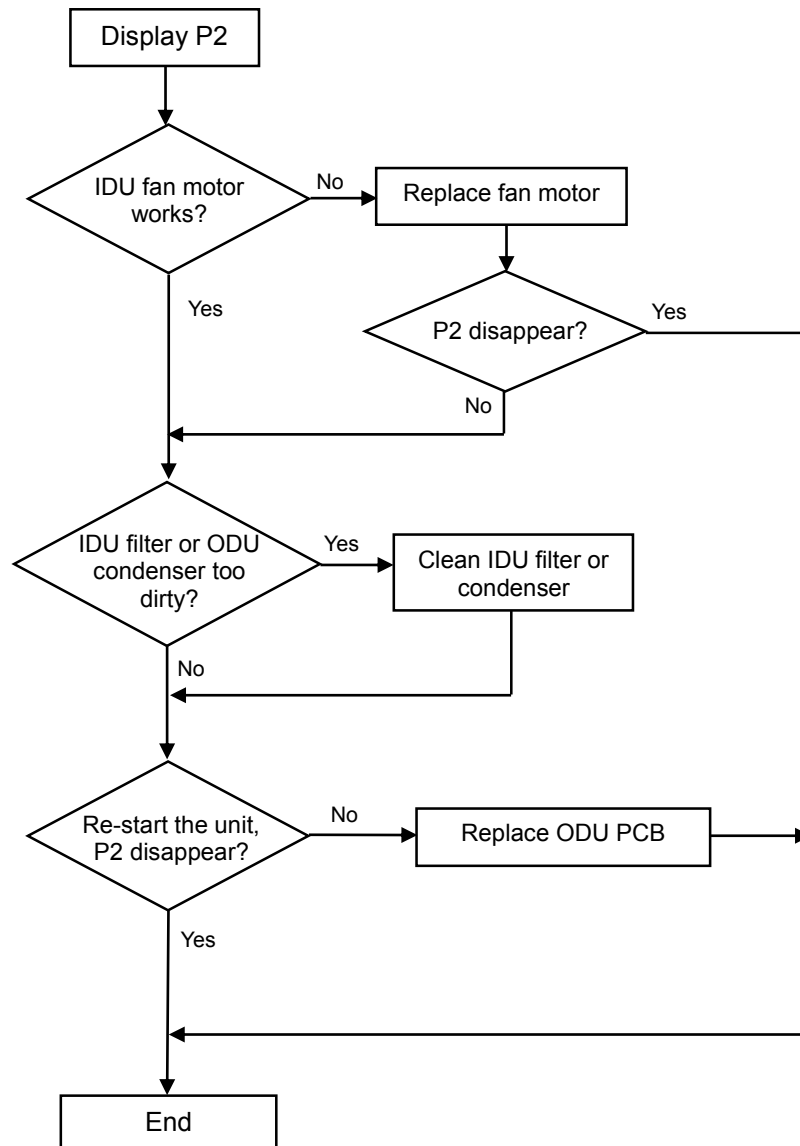 Display P2
IDU fan motor
works?
No
Replace fan motor
Yes
P2 disappear?
Yes
No
IDU filter or ODU
condenser too
dirty?
Yes
Clean IDU filter or
condenser
No
Re-start the unit,
P2 disappear?
No
Replace ODU PCB
Yes
End